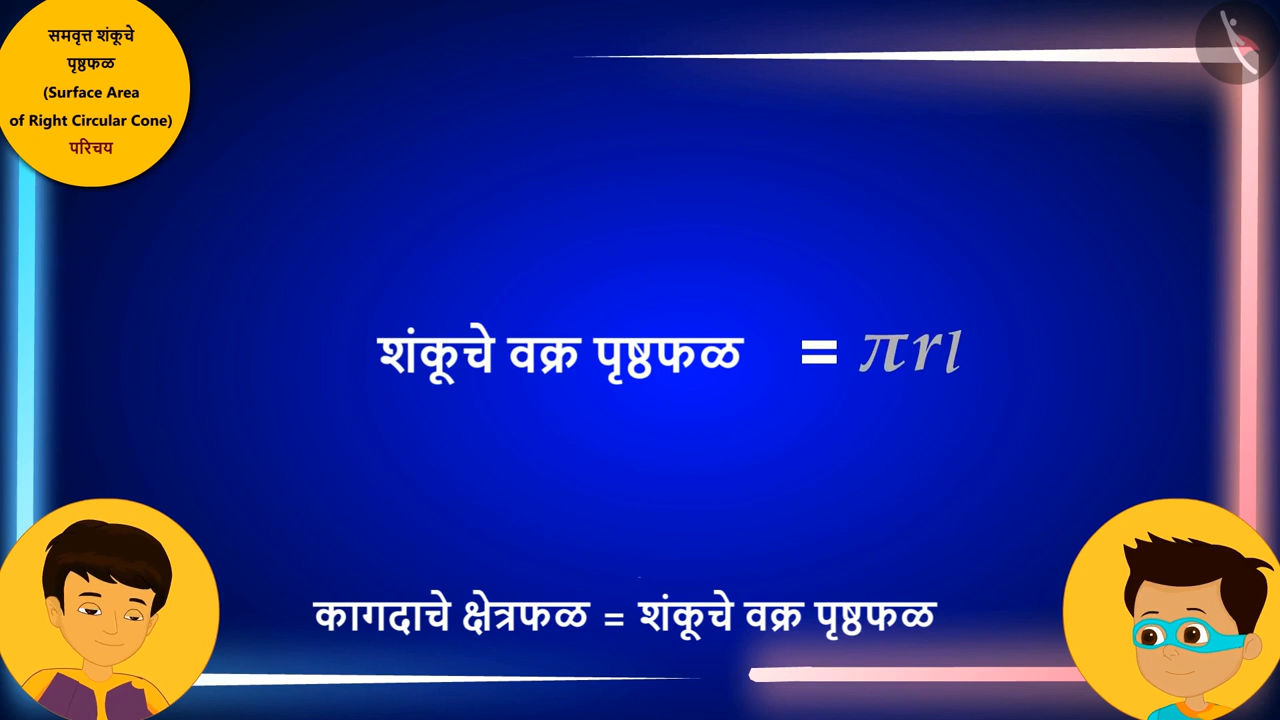 समवृत्त शंकूचे
पृष्ठफळ
(Surface Area
of Right Circular Cone)
परिचय
शंकूचे वक्र पृष्ठफळ = πrl
कागदाचे क्षेत्रफळ = शंकूचे वक्र पृष्ठफळ